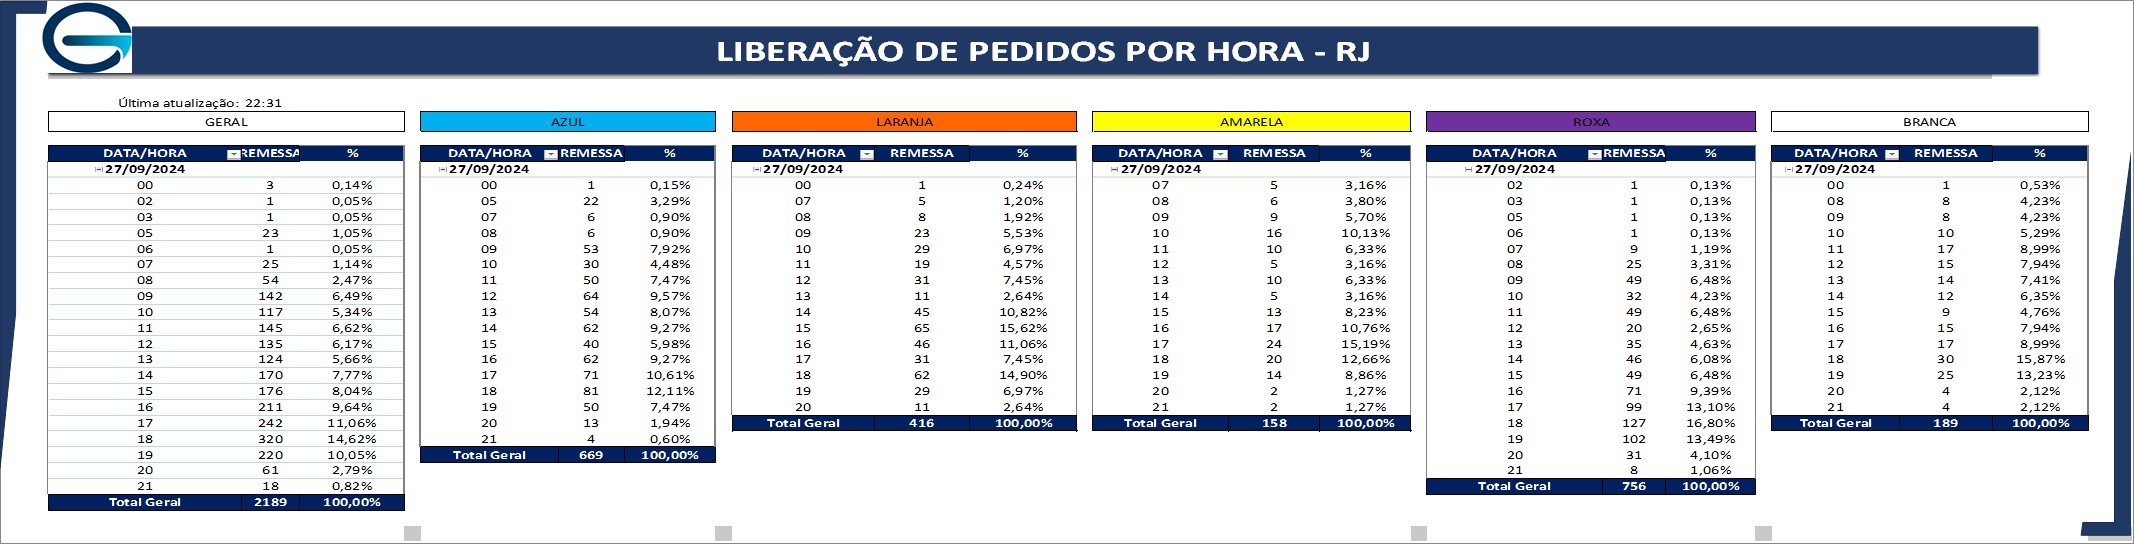 LIBERAÇÃO DE PEDIDOS POR HORA - RJ
Última atualização: 22:31
GERAL
DATA/HORA REMESSA %
27/09/2024
00 3 0,14%
02 1 0,05%
03 1 0,05%
05 23 1,05%
06 1 0,05%
07 25 1,14%
08 54 2,47%
09 142 6,49%
10 117 5,34%
11 145 6,62%
12 135 6,17%
13 124 5,66%
14 170 7,77%
15 176 8,04%
16 211 9,64%
17 242 11,06%
18 320 14,62%
19 220 10,05%
20 61 2,79%
21 18 0,82%
Total Geral 2189 100,00%
AZUL
DATA/HORA REMESSA %
27/09/2024
00 1 0,15%
05 22 3,29%
07 6 0,90%
08 6 0,90%
09 53 7,92%
10 30 4,48%
11 50 7,47%
12 64 9,57%
13 54 8,07%
14 62 9,27%
15 40 5,98%
16 62 9,27%
17 71 10,61%
18 81 12,11%
19 50 7,47%
20 13 1,94%
21 4 0,60%
Total Geral 669 100,00%
LARANJA
DATA/HORA REMESSA %
27/09/2024
00 1 0,24%
07 5 1,20%
08 8 1,92%
09 23 5,53%
10 29 6,97%
11 19 4,57%
12 31 7,45%
13 11 2,64%
14 45 10,82%
15 65 15,62%
16 46 11,06%
17 31 7,45%
18 62 14,90%
19 29 6,97%
20 11 2,64%
Total Geral 416 100,00%
AMARELA
DATA/HORA REMESSA %
27/09/2024
07 5 3,16%
08 6 3,80%
09 9 5,70%
10 16 10,13%
11 10 6,33%
12 5 3,16%
13 10 6,33%
14 5 3,16%
15 13 8,23%
16 17 10,76%
17 24 15,19%
18 20 12,66%
19 14 8,86%
20 2 1,27%
21 2 1,27%
Total Geral 158 100,00%
ROXA
DATA/HORA REMESSA %
27/09/2024
02 1 0,13%
03 1 0,13%
05 1 0,13%
06 1 0,13%
07 9 1,19%
08 25 3,31%
09 49 6,48%
10 32 4,23%
11 49 6,48%
12 20 2,65%
13 35 4,63%
14 46 6,08%
15 49 6,48%
16 71 9,39%
17 99 13,10%
18 127 16,80%
19 102 13,49%
20 31 4,10%
21 8 1,06%
Total Geral 756 100,00%
BRANCA
DATA/HORA REMESSA %
27/09/2024
00 1 0,53%
08 8 4,23%
09 8 4,23%
10 10 5,29%
11 17 8,99%
12 15 7,94%
13 14 7,41%
14 12 6,35%
15 9 4,76%
16 15 7,94%
17 17 8,99%
18 30 15,87%
19 25 13,23%
20 4 2,12%
21 4 2,12%
Total Geral 189 100,00%